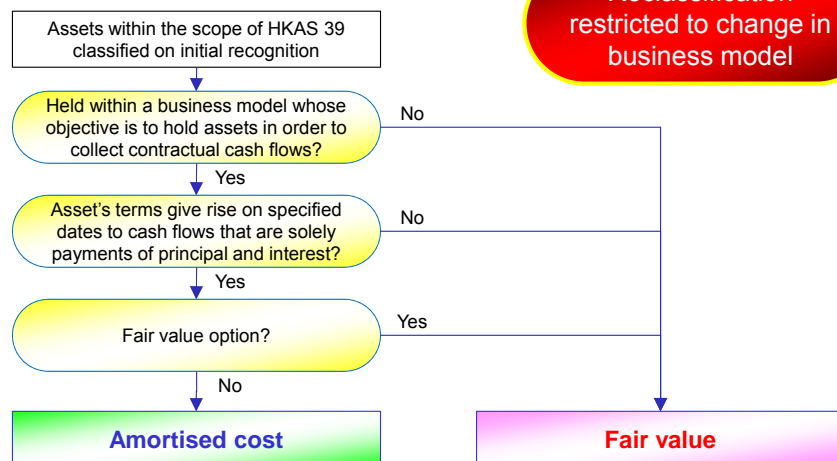 Reclassification
restricted to change in
business model
Assets within the scope of HKAS 39
classified on initial recognition
Held within a business model whose
objective is to hold assets in order to
collect contractual cash flows?
No
Yes
Asset's terms give rise on specified
dates to cash flows that are solely
payments of principal and interest?
No
Yes
Fair value option?
Yes
No
Amortised cost
Fair value